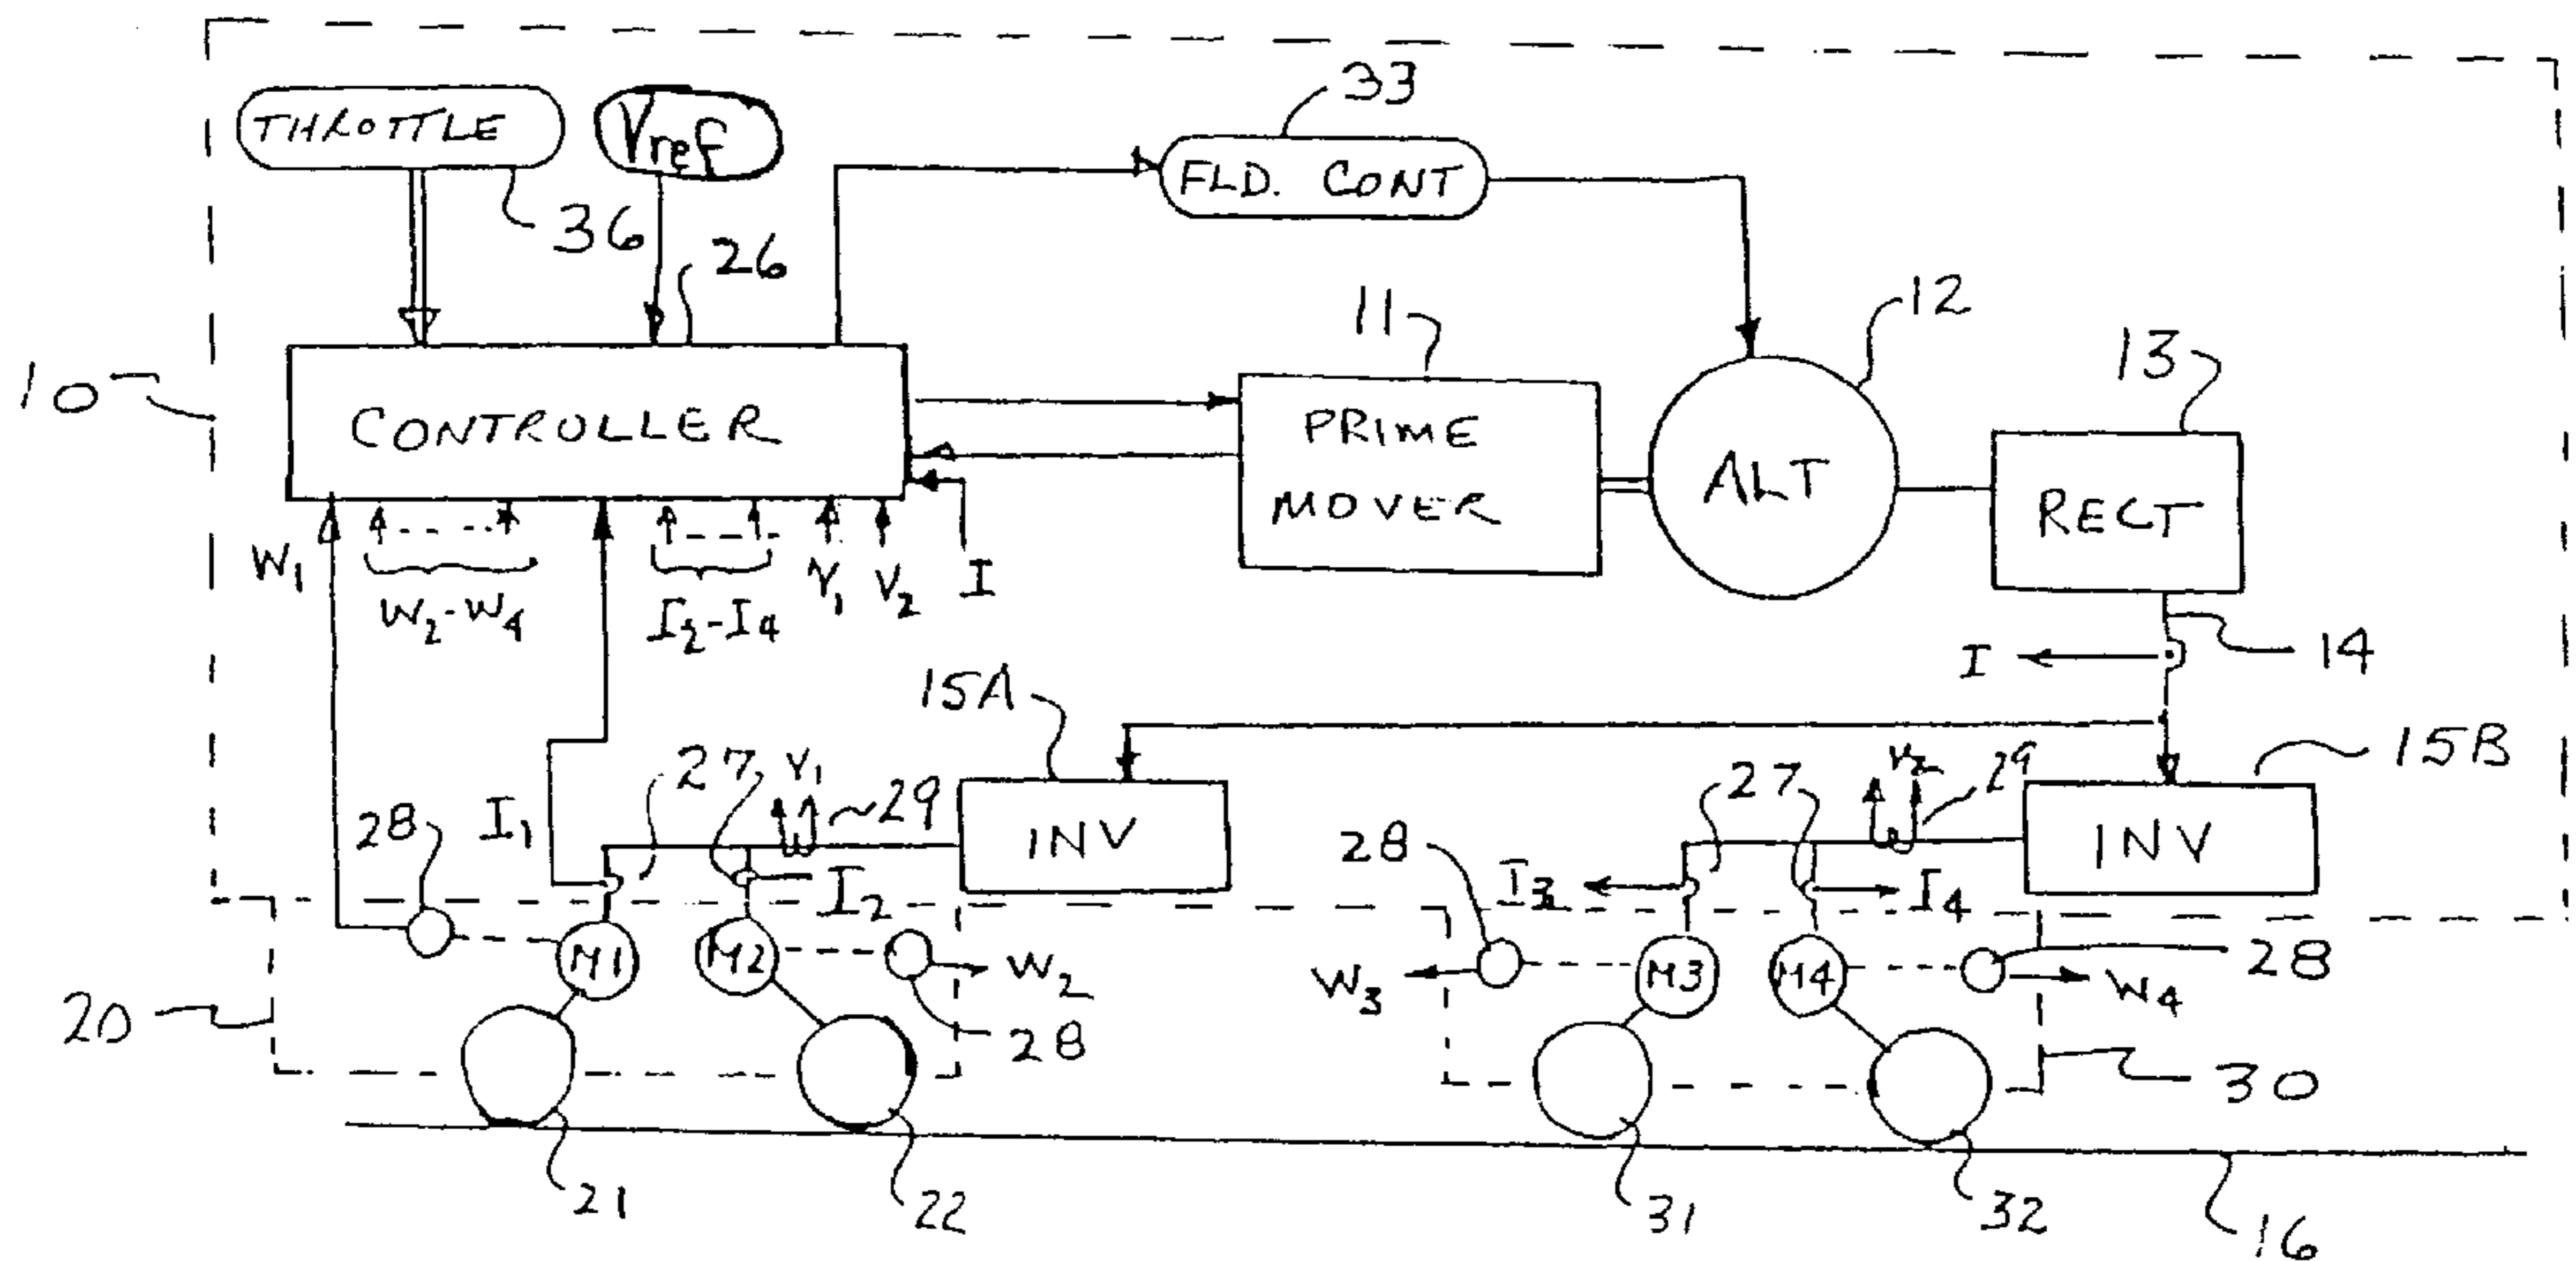 33
THROTTLE
Vref
FLD. CONT
36
26
11
12
13
10
CONTROLLER
PRIME
MOVER
ALT
RECT
W1
W2-W4
I2-I4
V1
V2
I
I
14
15A
15B
27
V1
29
27
V2
29
28
I1
INV
28
INV
I2
I3
I4
M1
M2
W2
W3
M3
M4
W4
28
20
28
30
21
22
31
32
16